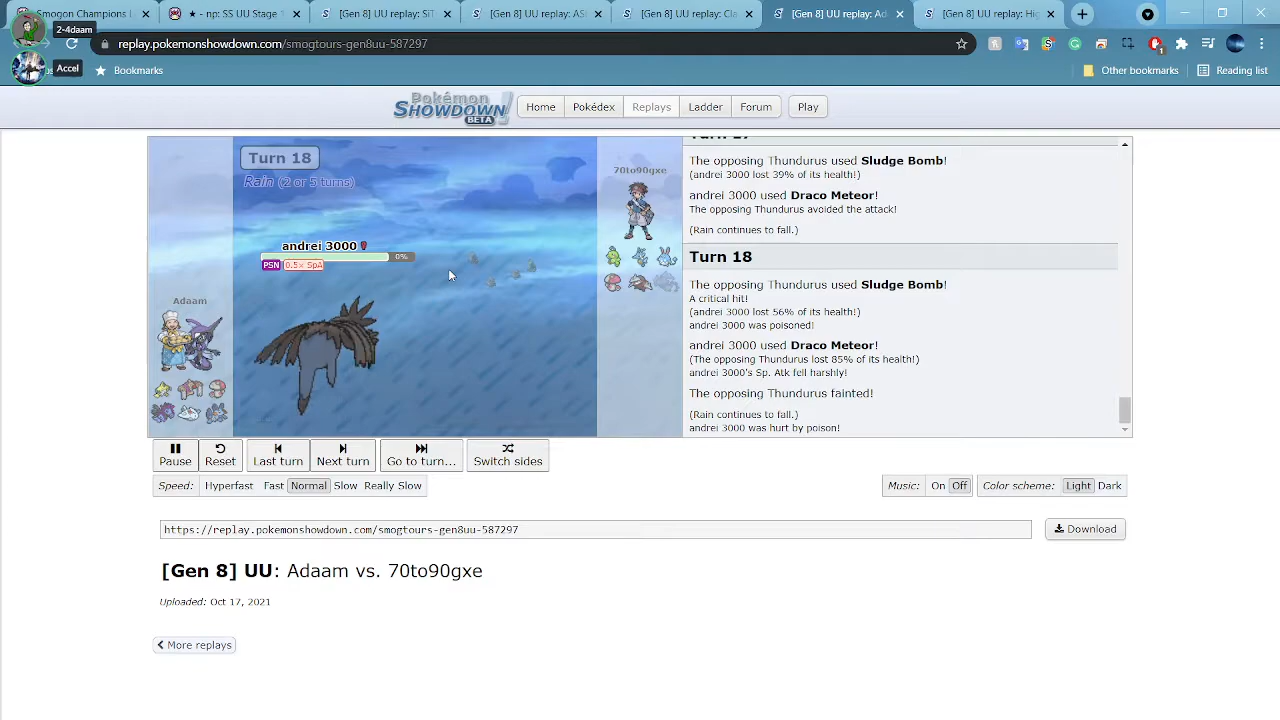 Smogon Champions L
★ - np: SS UU Stage 1
[Gen 8] UU replay: SiT
[Gen 8] UU replay: ASI
[Gen 8] UU replay: C
[Gen 8] UU replay: Ad
[Gen 8] UU replay: Hig
2-4daam
replay.pokemonshowdown.com/smogtours-gen8uu-587297
Accel
Bookmarks
Other bookmarks
Reading list
Pokémon
SHOWDOWN!
BETA
Home
Pokédex
Replays
Ladder
Forum
Play
Turn 18
Rain (2 or 5 turns)
andrei 3000
0%
PSN
0.5× SpA
Adaam
70to90gxe
The opposing Thundurus used Sludge Bomb!
(andrei 3000 lost 39% of its health!)
andrei 3000 used Draco Meteor!
The opposing Thundurus avoided the attack!
(Rain continues to fall.)
Turn 18
The opposing Thundurus used Sludge Bomb!
A critical hit!
(andrei 3000 lost 56% of its health!)
andrei 3000 was poisoned!
andrei 3000 used Draco Meteor!
(The opposing Thundurus lost 85% of its health!)
andrei 3000's Sp. Atk fell harshly!
The opposing Thundurus fainted!
(Rain continues to fall.)
andrei 3000 was hurt by poison!
Pause
Reset
Last turn
Next turn
Go to turn...
Switch sides
Speed: Hyperfast Fast Normal Slow Really Slow
Music: On Off
Color scheme: Light Dark
https://replay.pokemonshowdown.com/smogtours-gen8uu-587297
Download
[Gen 8] UU: Adaam vs. 70to90gxe
Uploaded: Oct 17, 2021
More replays